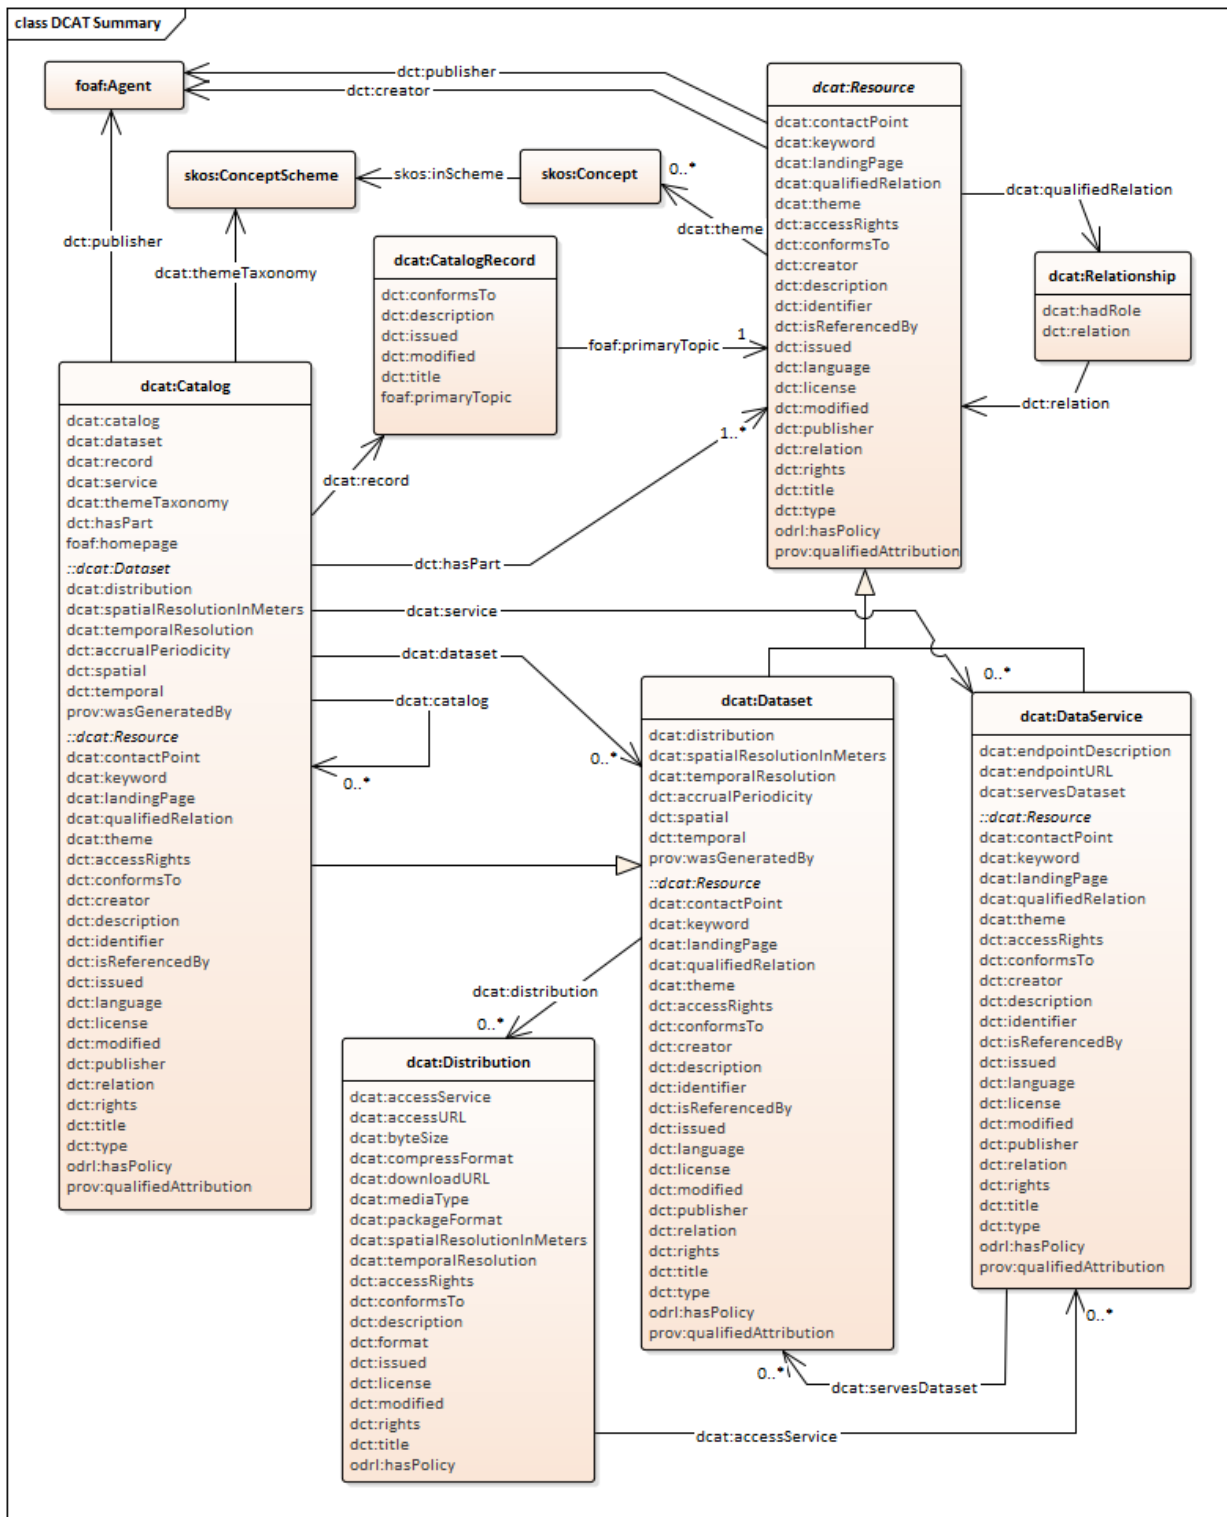 class DCAT Summary
foaf:Agent
dct:publisher
dct:creator
dcat:Resource
dcat:contactPoint
dcat:keyword
dcat:landingPage
dcat:qualifiedRelation
dcat:theme
dct:accessRights
dct:conformsTo
dct:creator
dct:description
dct:identifier
dct:isReferencedBy
dct:issued
dct:language
dct:license
dct:modified
dct:publisher
dct:relation
dct:rights
dct:title
dct:type
odrl:hasPolicy
prov:qualifiedAttribution
skos:ConceptScheme
skos:inScheme
skos:Concept
0..*
dcat:theme
dcat:qualifiedRelation
dcat:Relationship
dcat:hadRole
dct:relation
dct:relation
dct:publisher
dcat:themeTaxonomy
dcat:CatalogRecord
dct:conformsTo
dct:description
dct:issued
dct:modified
dct:title
foaf:primaryTopic
foaf:primaryTopic
1
dcat:Catalog
dcat:catalog
dcat:dataset
dcat:record
dcat:service
dcat:themeTaxonomy
dct:hasPart
foaf:homepage
::dcat:Dataset
dcat:distribution
dcat:spatialResolutionInMeters
dcat:temporalResolution
dct:accrualPeriodicity
dct:spatial
dct:temporal
prov:wasGeneratedBy
::dcat:Resource
dcat:contactPoint
dcat:keyword
dcat:landingPage
dcat:qualifiedRelation
dcat:theme
dct:accessRights
dct:conformsTo
dct:creator
dct:description
dct:identifier
dct:isReferencedBy
dct:issued
dct:language
dct:license
dct:modified
dct:publisher
dct:relation
dct:rights
dct:title
dct:type
odrl:hasPolicy
prov:qualifiedAttribution
dcat:record
1..*
dct:hasPart
dcat:service
0..*
dcat:dataset
0..*
dcat:catalog
0..*
dcat:Dataset
dcat:distribution
dcat:spatialResolutionInMeters
dcat:temporalResolution
dct:accrualPeriodicity
dct:spatial
dct:temporal
prov:wasGeneratedBy
::dcat:Resource
dcat:contactPoint
dcat:keyword
dcat:landingPage
dcat:qualifiedRelation
dcat:theme
dct:accessRights
dct:conformsTo
dct:creator
dct:description
dct:identifier
dct:isReferencedBy
dct:issued
dct:language
dct:license
dct:modified
dct:publisher
dct:relation
dct:rights
dct:title
dct:type
odrl:hasPolicy
prov:qualifiedAttribution
dcat:DataService
dcat:endpointDescription
dcat:endpointURL
dcat:servesDataset
::dcat:Resource
dcat:contactPoint
dcat:keyword
dcat:landingPage
dcat:qualifiedRelation
dcat:theme
dct:accessRights
dct:conformsTo
dct:creator
dct:description
dct:identifier
dct:isReferencedBy
dct:issued
dct:language
dct:license
dct:modified
dct:publisher
dct:relation
dct:rights
dct:title
dct:type
odrl:hasPolicy
prov:qualifiedAttribution
dcat:distribution
0..*
dcat:Distribution
dcat:accessService
dcat:accessURL
dcat:byteSize
dcat:compressFormat
dcat:downloadURL
dcat:mediaType
dcat:packageFormat
dcat:spatialResolutionInMeters
dcat:temporalResolution
dct:accessRights
dct:conformsTo
dct:description
dct:format
dct:issued
dct:license
dct:modified
dct:rights
dct:title
odrl:hasPolicy
0..*
0..*
dcat:servesDataset
dcat:accessService